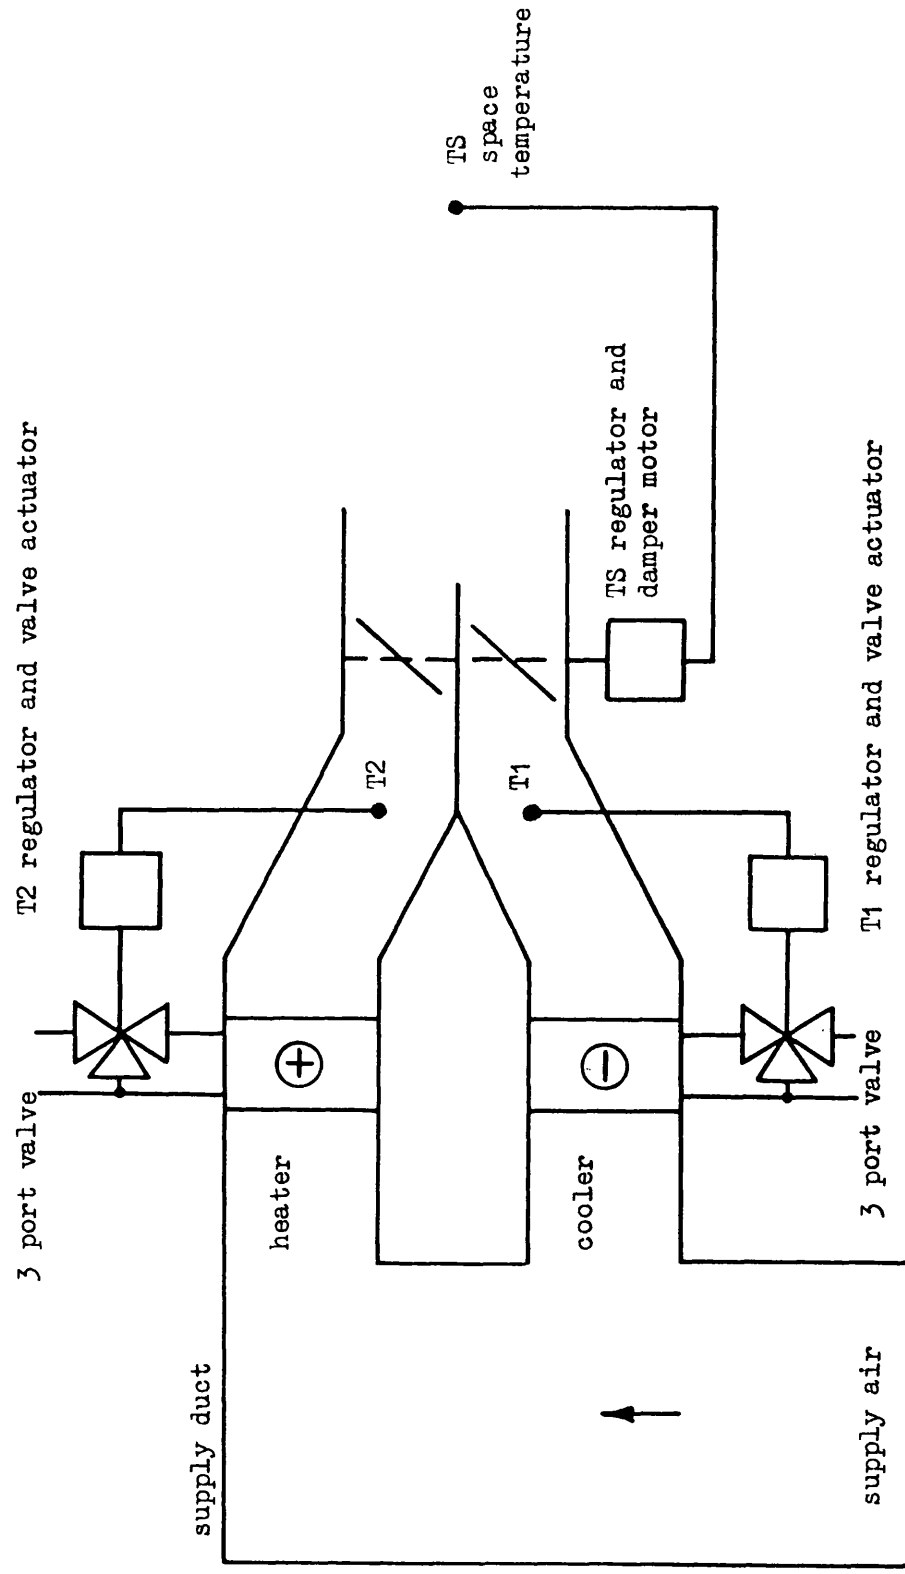 3 port valve
T2 regulator and valve actuator
supply duct
heater
T2
TS
space
temperature
cooler
T1
TS regulator and
damper motor
supply air
3 port valve
T1 regulator and valve actuator